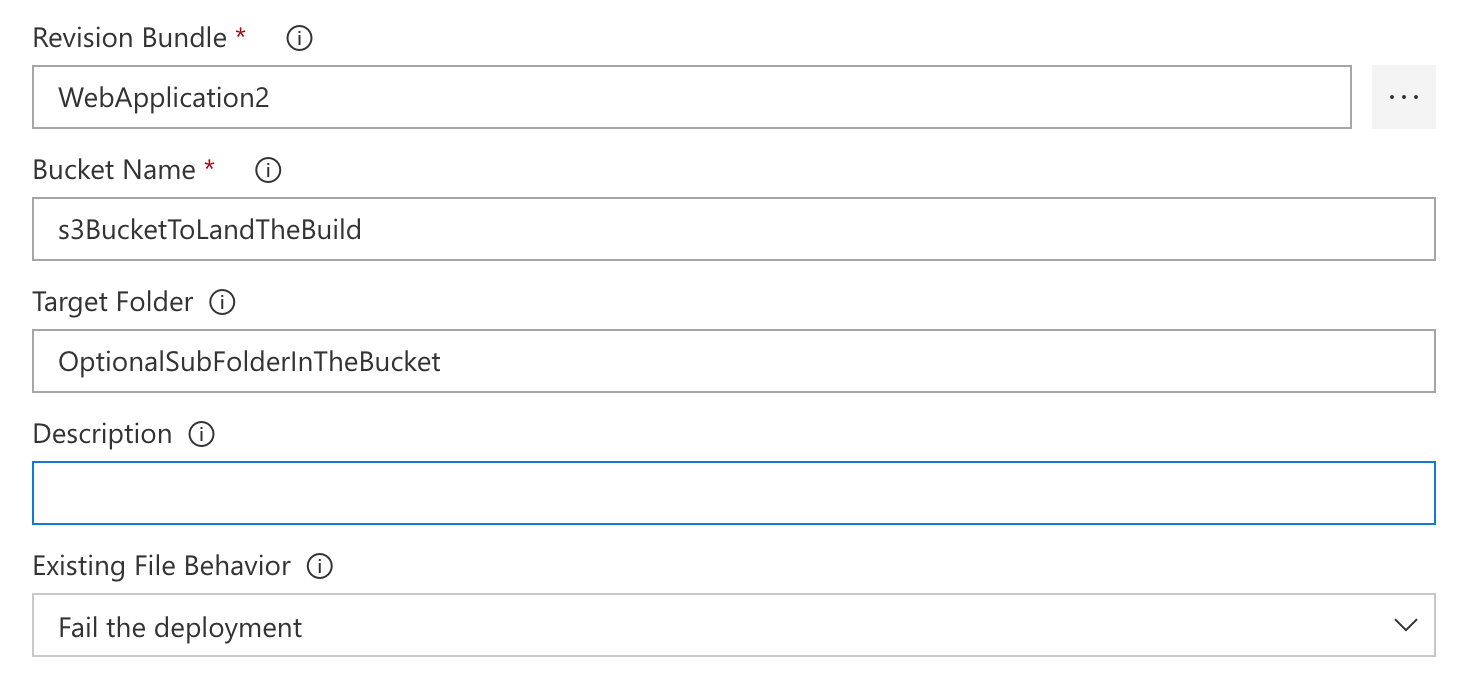 Revision Bundle *
WebApplication2
...
Bucket Name *
s3BucketToLandTheBuild
Target Folder
OptionalSubFolderInTheBucket
Description
Existing File Behavior
Fail the deployment